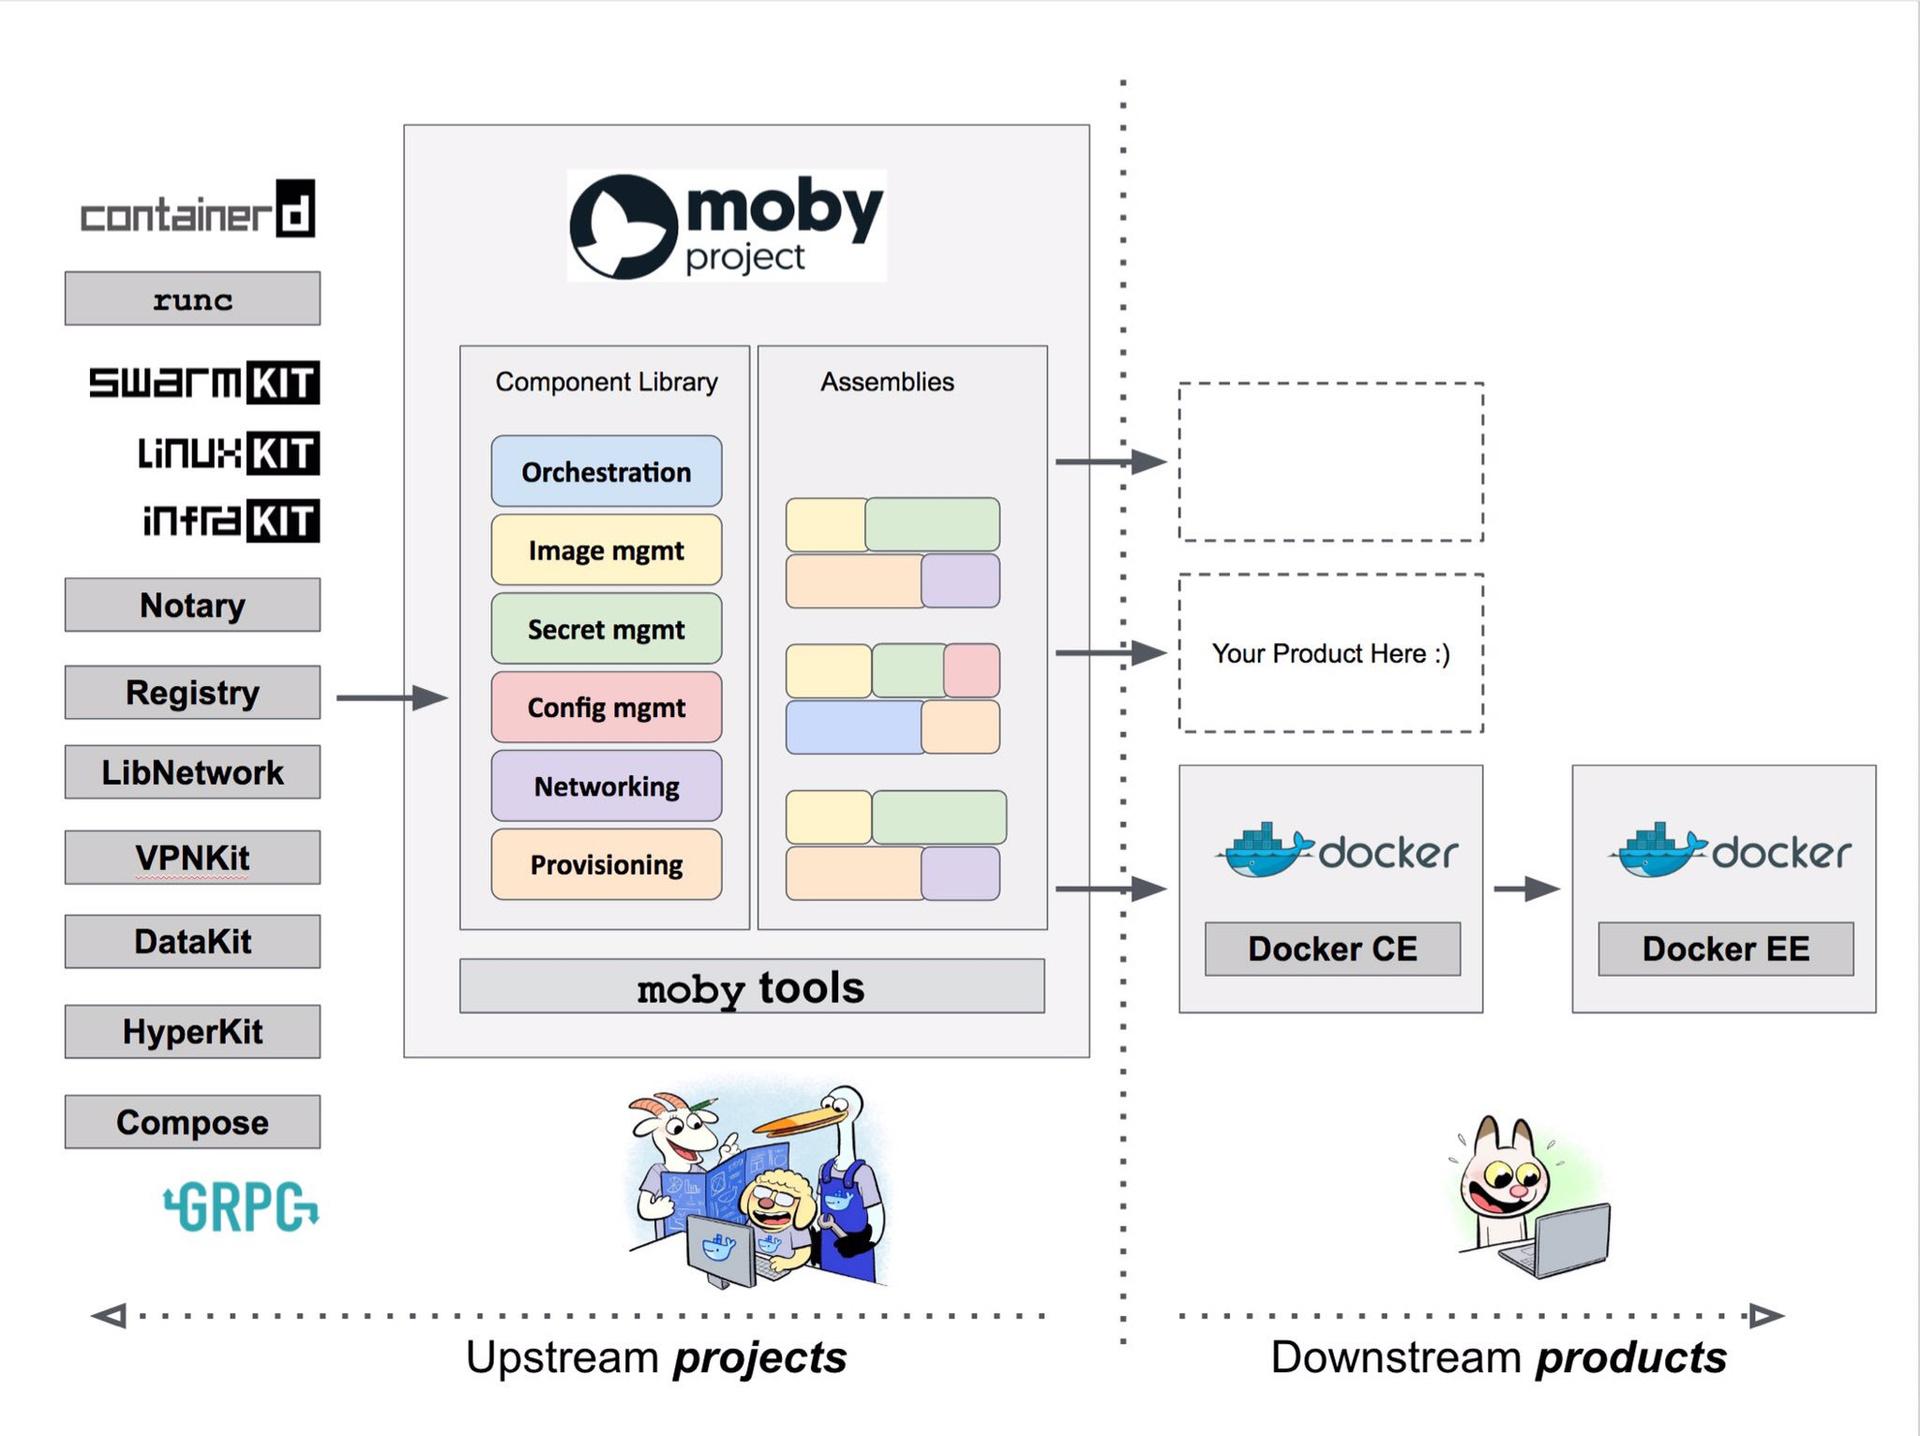 containerd
runc
swarmKIT
LinuxKIT
infraKIT
Notary
Registry
LibNetwork
VPNKit
DataKit
HyperKit
Compose
GRPC
moby
project
Component Library
Orchestration
Image mgmt
Secret mgmt
Config mgmt
Networking
Provisioning
Assemblies
moby tools
Your Product Here :)
docker
Docker CE
docker
Docker EE
Upstream projects
Downstream products